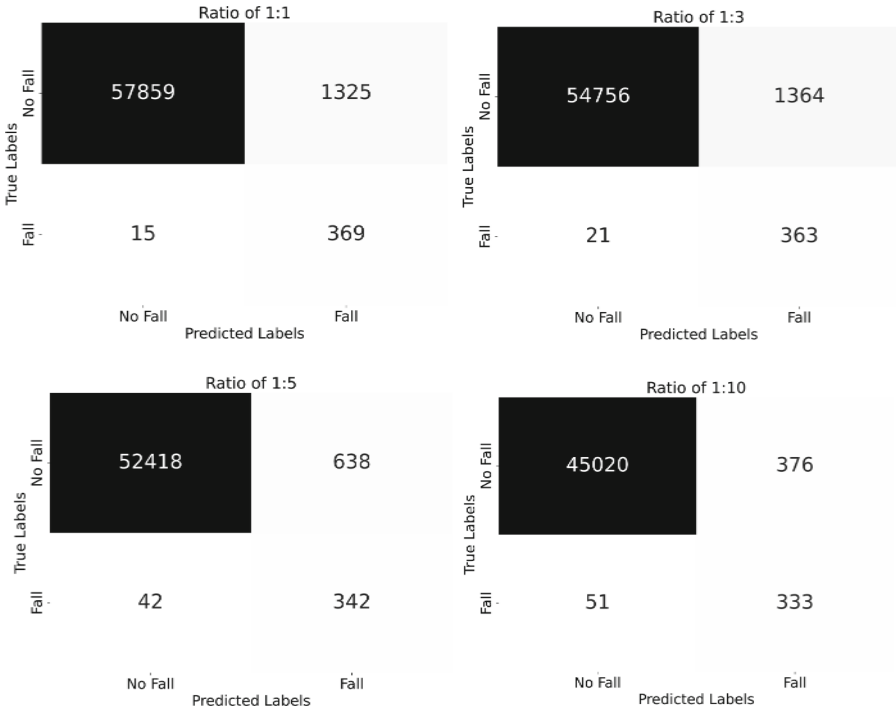 Ratio of 1:1
True Labels
No Fall
57859 1325
Fall
15 369
No Fall Fall
Predicted Labels
Ratio of 1:3
True Labels
No Fall
54756 1364
Fall
21 363
No Fall Fall
Predicted Labels
Ratio of 1:5
True Labels
No Fall
52418 638
Fall
42 342
No Fall Fall
Predicted Labels
Ratio of 1:10
True Labels
No Fall
45020 376
Fall
51 333
No Fall Fall
Predicted Labels